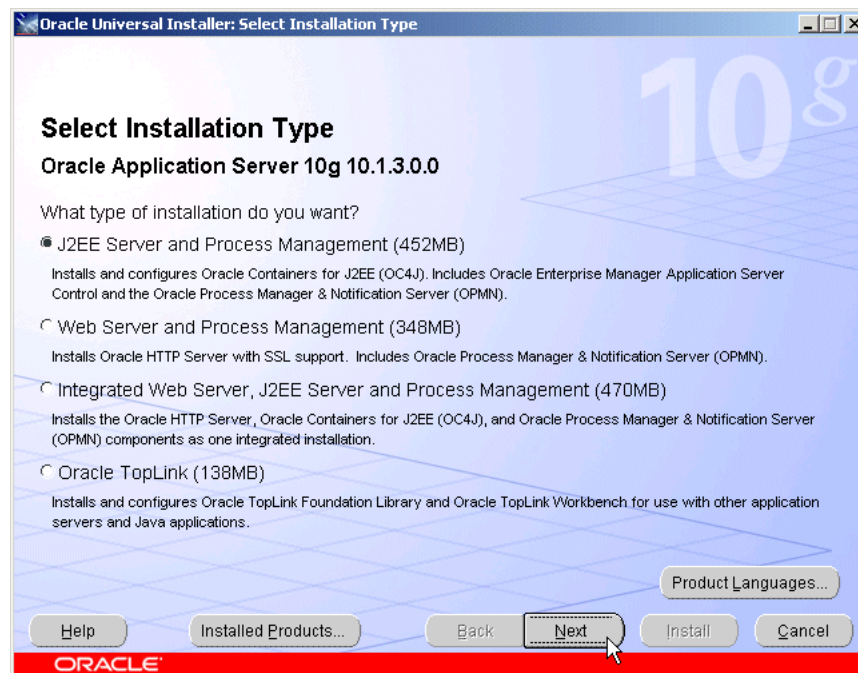 Oracle Universal Installer: Select Installation Type
10g
Select Installation Type
Oracle Application Server 10g 10.1.3.0.0
What type of installation do you want?
J2EE Server and Process Management (452MB)
Installs and configures Oracle Containers for J2EE (OC4J). Includes Oracle Enterprise Manager Application Server
Control and the Oracle Process Manager & Notification Server (OPMN).
Web Server and Process Management (348MB)
Installs Oracle HTTP Server with SSL support. Includes Oracle Process Manager & Notification Server (OPMN).
Integrated Web Server, J2EE Server and Process Management (470MB)
Installs the Oracle HTTP Server, Oracle Containers for J2EE (OC4J), and Oracle Process Manager & Notification Server
(OPMN) components as one integrated installation.
Oracle TopLink (138MB)
Installs and configures Oracle TopLink Foundation Library and Oracle TopLink Workbench for use with other application
servers and Java applications.
Product Languages...
Help Installed Products... Back Next Install Cancel
ORACLE